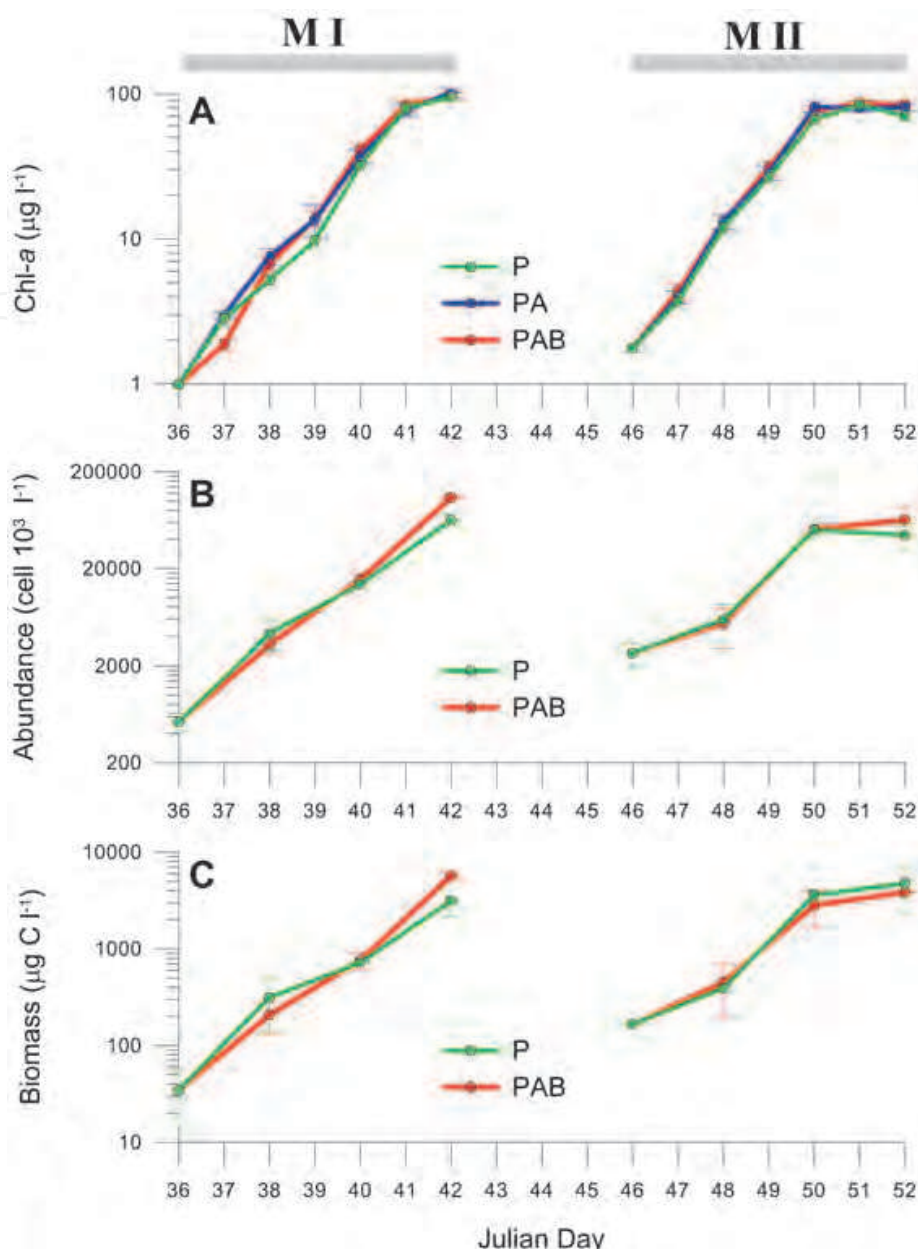 M I M II
A
Chl-a (µg l⁻¹)
100
10
1
P
PA
PAB
36 37 38 39 40 41 42 43 44 45 46 47 48 49 50 51 52
B
Abundance (cell 10³ l⁻¹)
200000
20000
2000
200
P
PAB
36 37 38 39 40 41 42 43 44 45 46 47 48 49 50 51 52
C
Biomass (µg C l⁻¹)
10000
1000
100
10
P
PAB
36 37 38 39 40 41 42 43 44 45 46 47 48 49 50 51 52
Julian Day